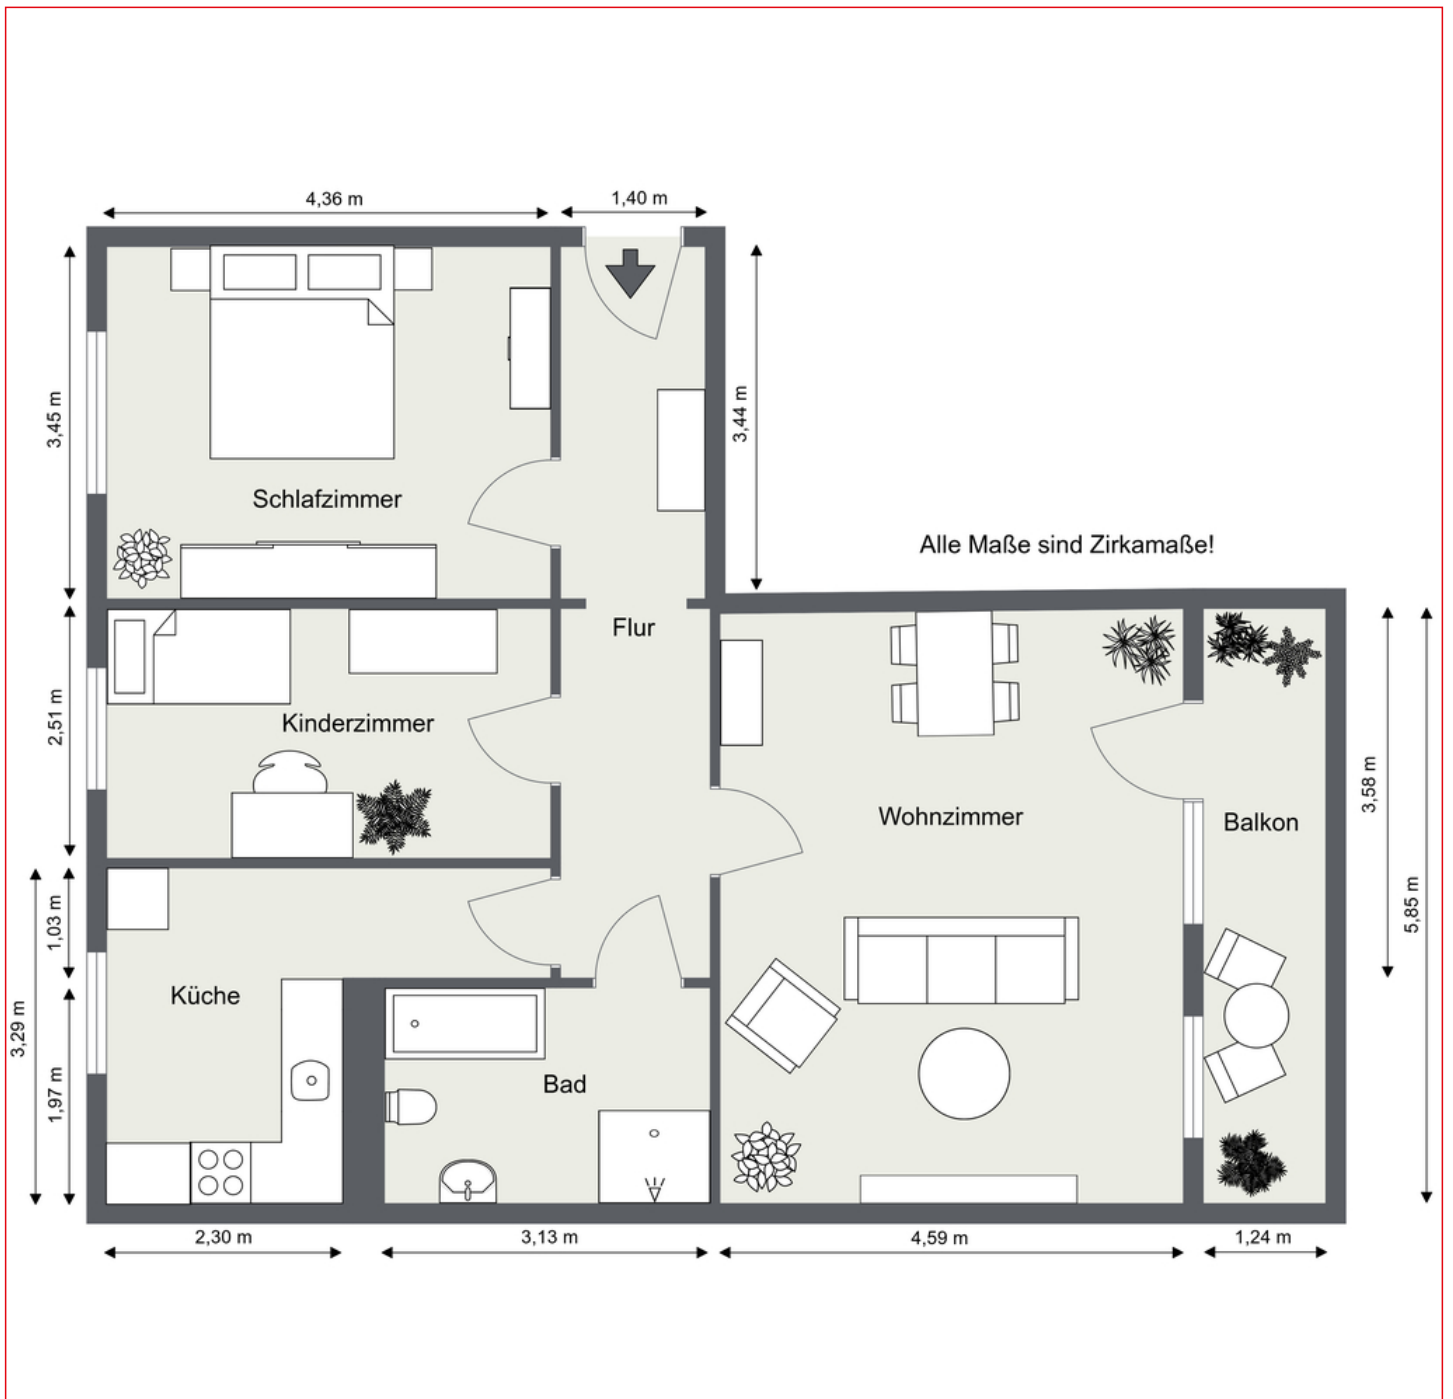 4,36 m
1,40 m
3,45 m
3,44 m
Schlafzimmer
Alle Maße sind Zirkamaße!
Flur
2,51 m
Kinderzimmer
3,58 m
Wohnzimmer
Balkon
5,85 m
1,03 m
Küche
3,29 m
1,97 m
Bad
2,30 m
3,13 m
4,59 m
1,24 m